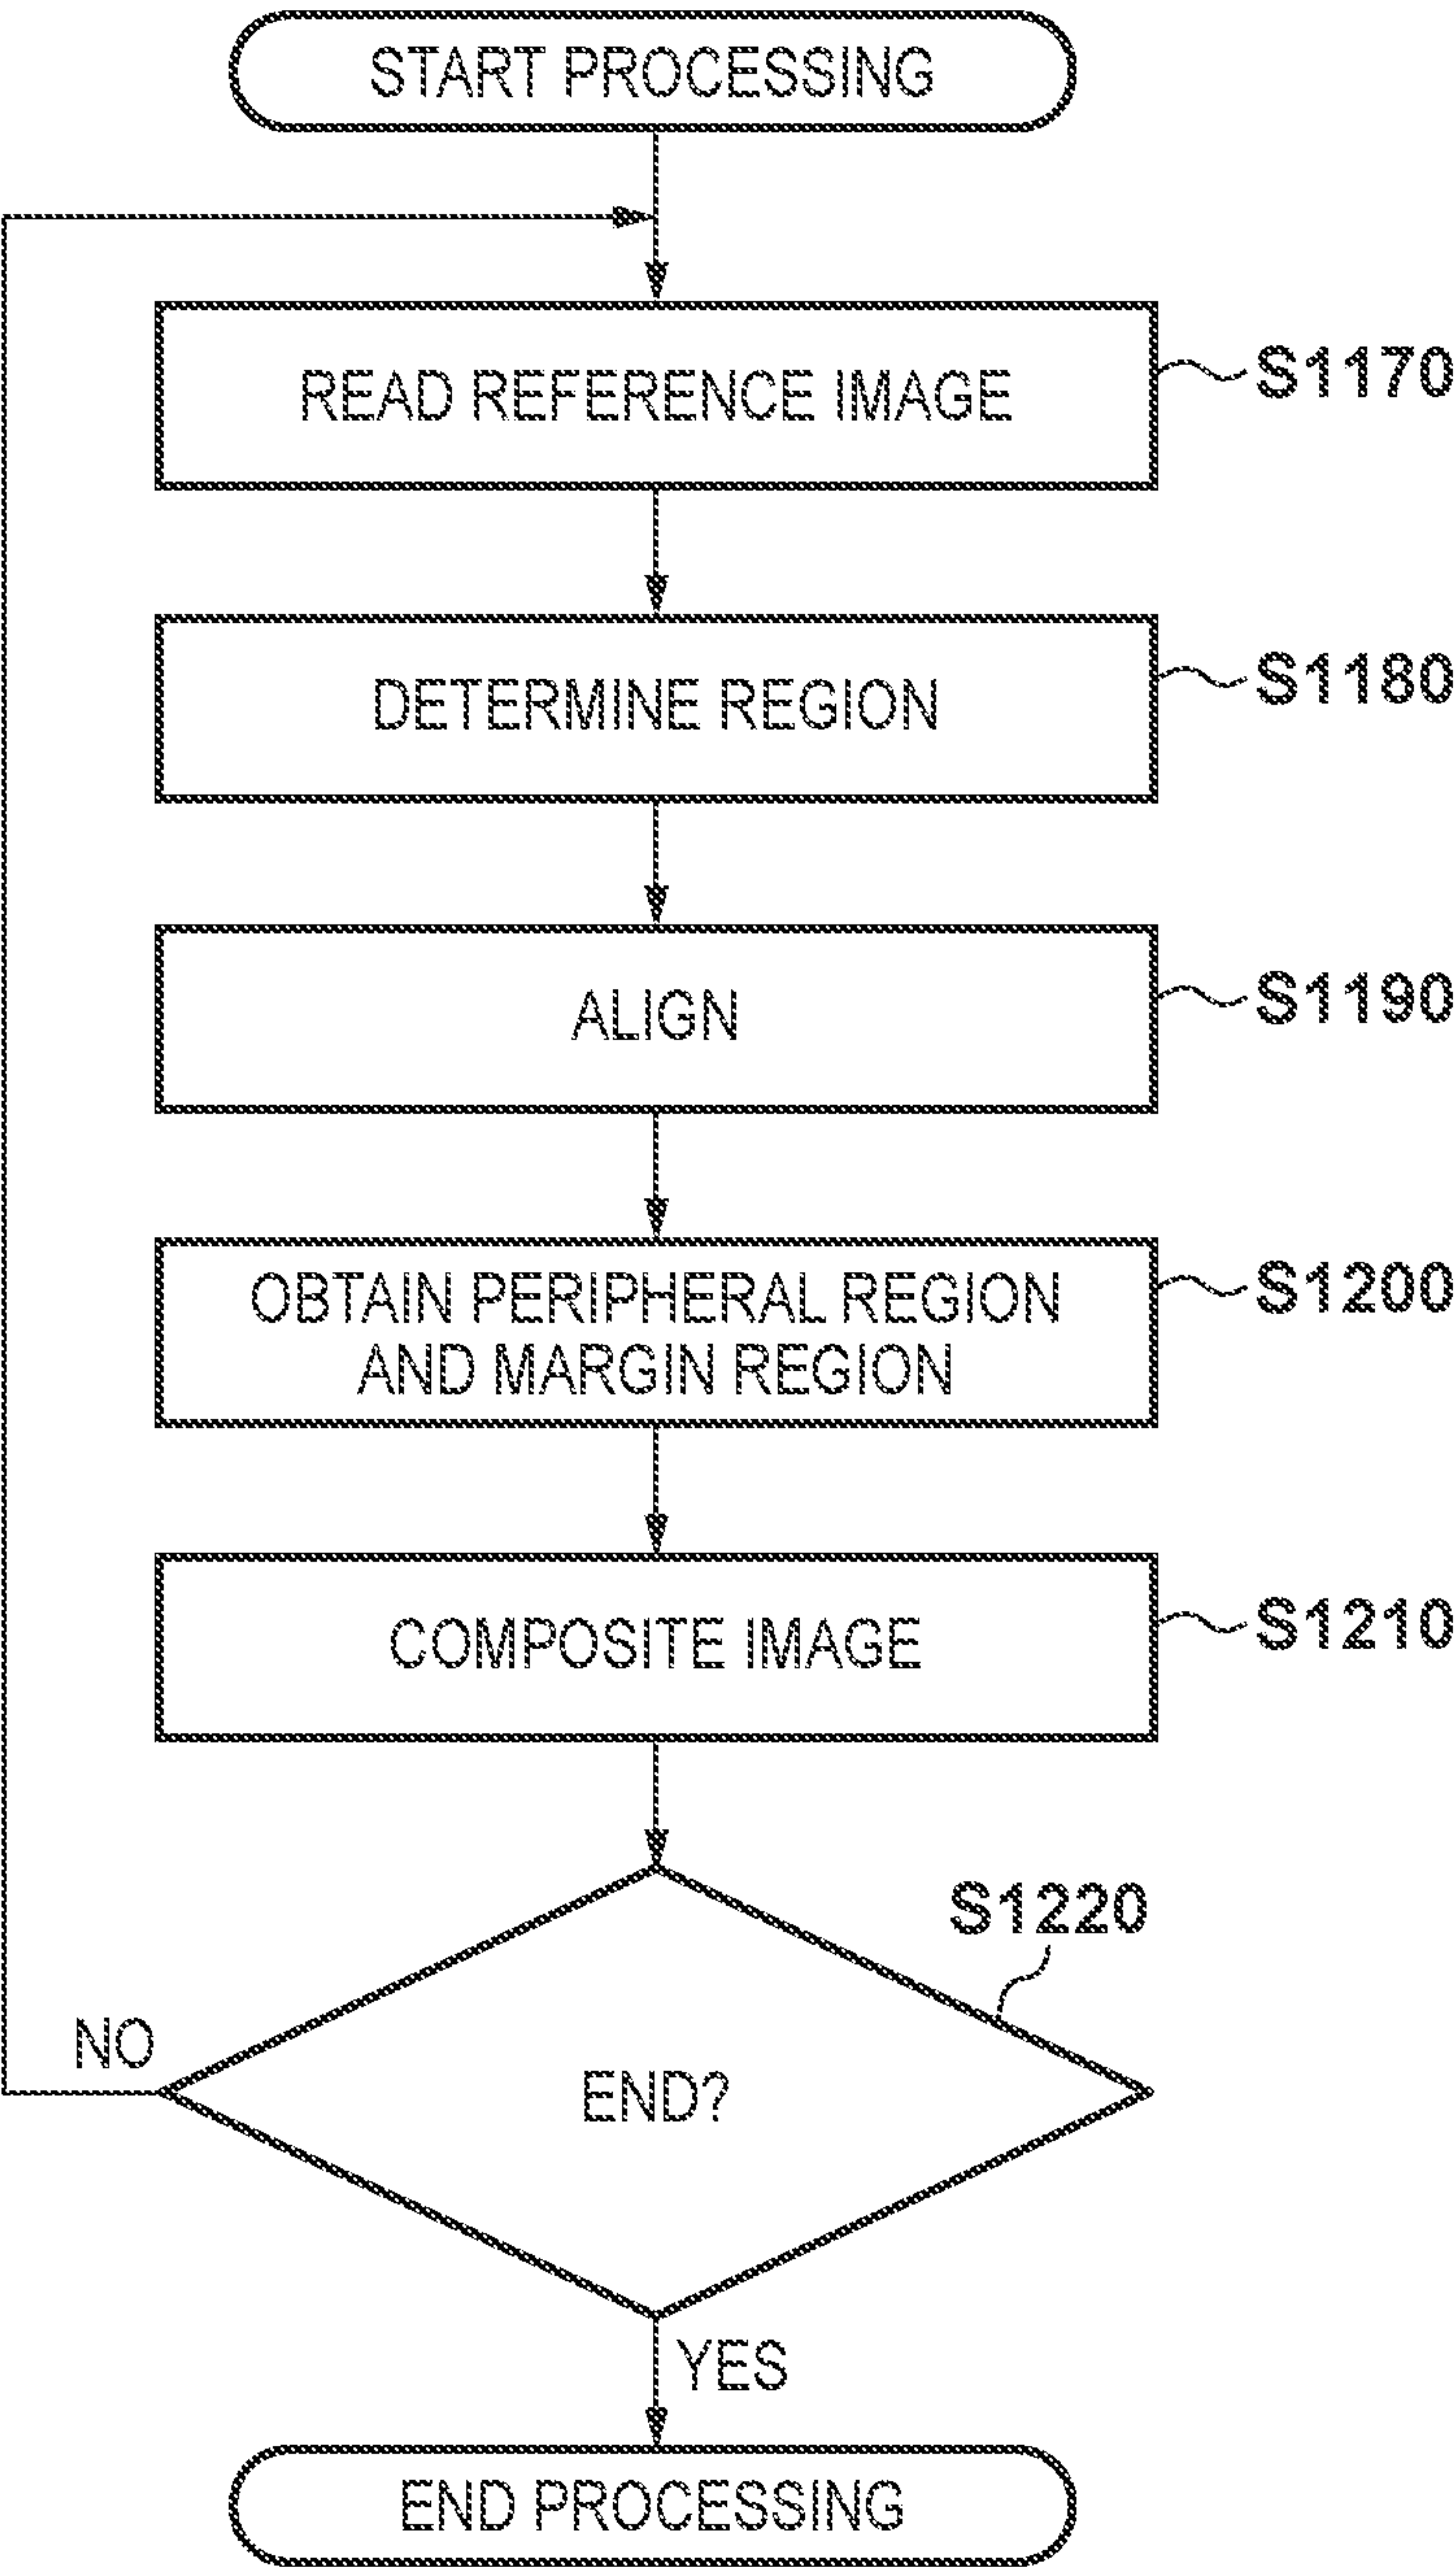 START PROCESSING
READ REFERENCE IMAGE
S1170
DETERMINE REGION
S1180
ALIGN
S1190
OBTAIN PERIPHERAL REGION
AND MARGIN REGION
S1200
COMPOSITE IMAGE
S1210
S1220
NO
END?
YES
END PROCESSING